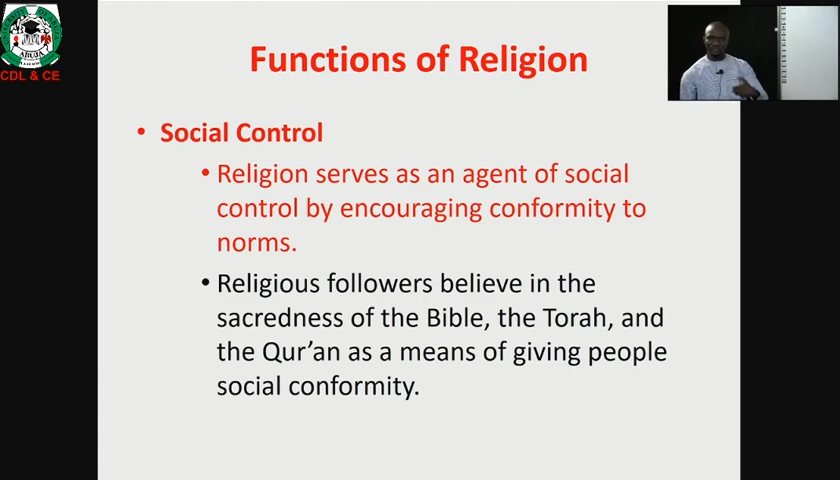 ABUJA
CDL & CE
Functions of Religion
• Social Control
• Religion serves as an agent of social
control by encouraging conformity to
norms.
• Religious followers believe in the
sacredness of the Bible, the Torah, and
the Qur’an as a means of giving people
social conformity.